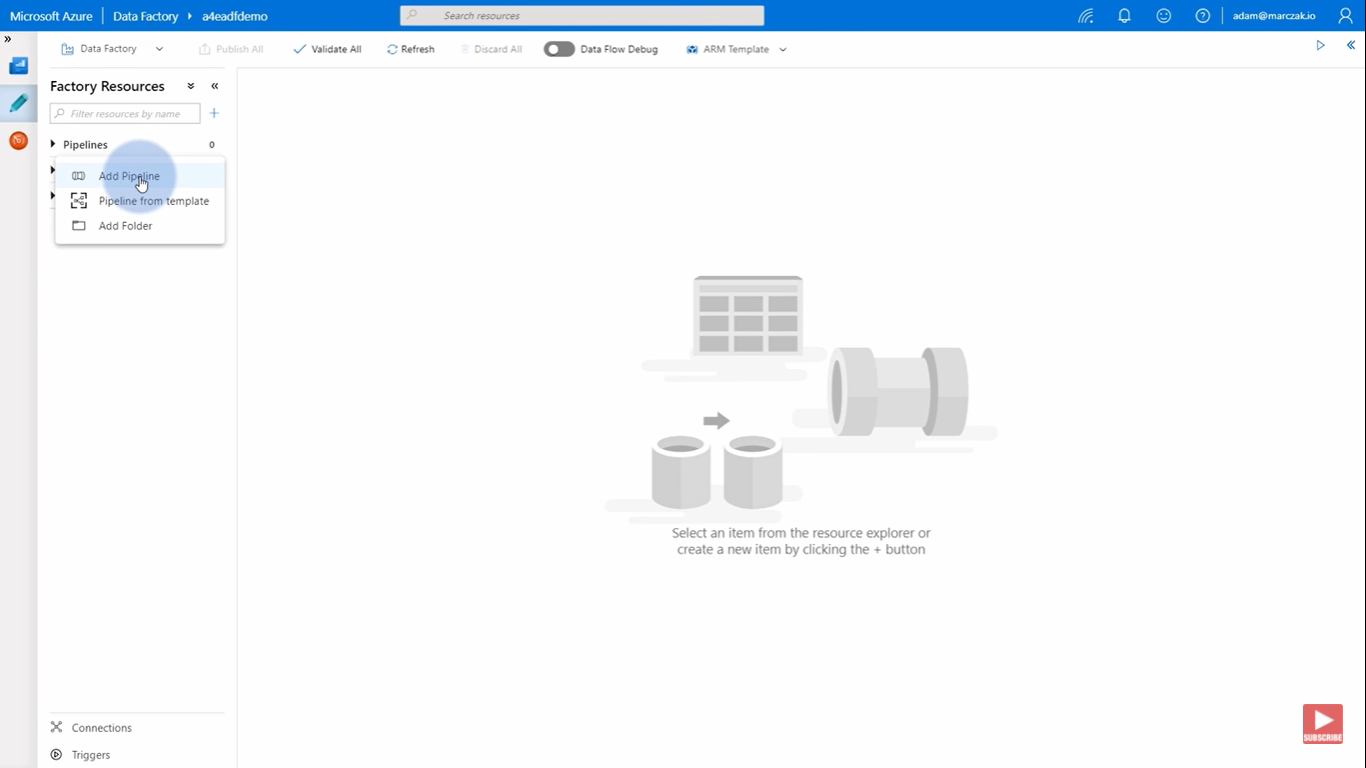 Microsoft Azure Data Factory a4eadfdemo Search resources adam@marczak.io
Data Factory Publish All Validate All Refresh Discard All Data Flow Debug ARM Template
Factory Resources
Filter resources by name
Pipelines 0
Add Pipeline
Pipeline from template
Add Folder
Select an item from the resource explorer or
create a new item by clicking the + button
Connections
Triggers
SUBSCRIBE